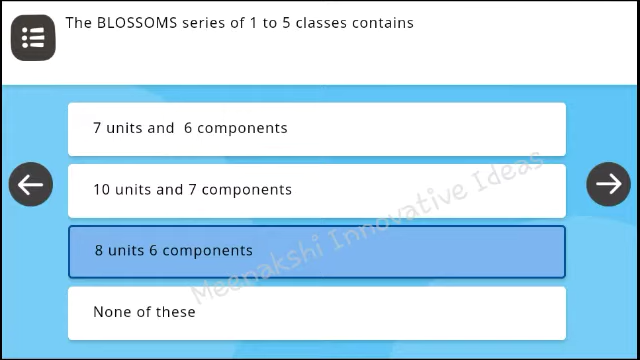 The BLOSSOMS series of 1 to 5 classes contains
7 units and  6 components
10 units and 7 components
8 units 6 components
None of these
Meenakshi Innovative Ideas